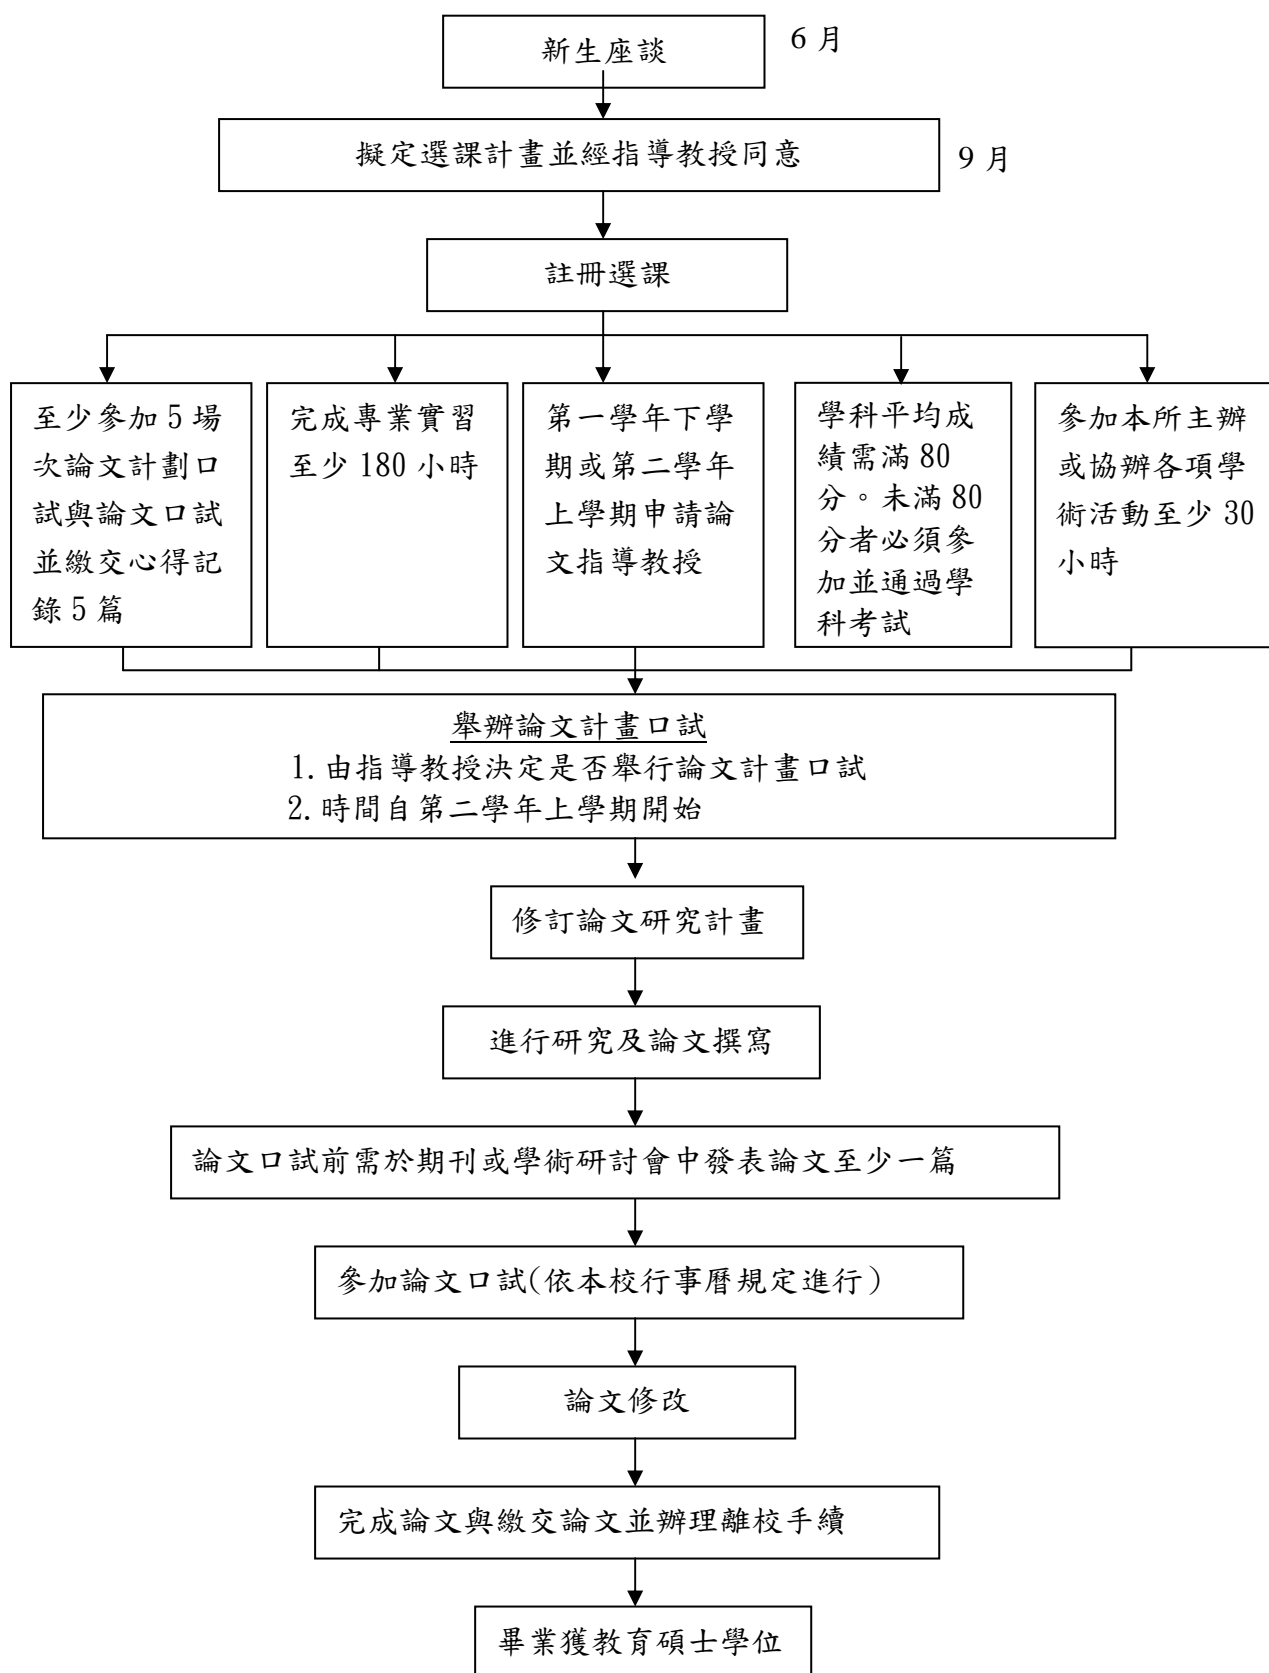 新生座談
6 月
擬定選課計畫並經指導教授同意
9 月
註冊選課
至少參加 5 場
次論文計劃口
試與論文口試
並繳交心得記
錄 5 篇
完成專業實習
至少 180 小時
第一學年下學
期或第二學年
上學期申請論
文指導教授
學科平均成
績需滿 80
分。未滿 80
分者必須參
加並通過學
科考試
參加本所主辦
或協辦各項學
術活動至少 30
小時
舉辦論文計畫口試
1. 由指導教授決定是否舉行論文計畫口試
2. 時間自第二學年上學期開始
修訂論文研究計畫
進行研究及論文撰寫
論文口試前需於期刊或學術研討會中發表論文至少一篇
參加論文口試(依本校行事曆規定進行)
論文修改
完成論文與繳交論文並辦理離校手續
畢業獲教育碩士學位